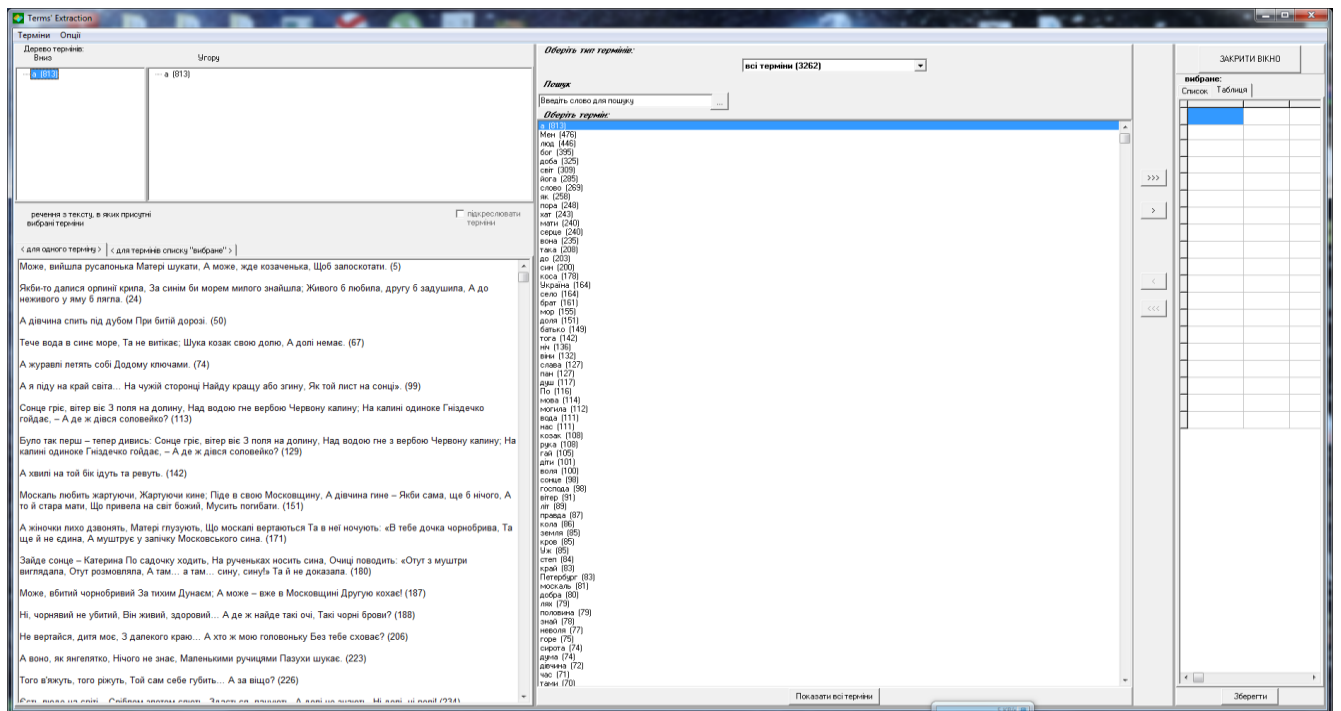 Terms' Extraction
Терміни Опції
Дерево термінів:
Вниз Угору
а (813)
а (813)
речення з тексту, в яких присутні
вибрані терміни
підкреслювати
терміни
< для одного терміну > < для термінів списку "вибране" >
Може, вийшла русалонька Матері шукати, А може, жде козаченька, Щоб залоскотати. (5)
Якби-то далися орлинії крила, За синім би морем милого знайшла; Живого б любила, другу б задушила, А до
неживого у яму б лягла. (24)
А дівчина спить під дубом При битій дорозі. (50)
Тече вода в синє море, Та не витікає; Шука козак свою долю, А долі немає. (67)
А журавлі летять собі Додому ключами. (74)
А я піду на край світа... На чужій сторонці Найду кращу або згину, Як той лист на сонці». (99)
Сонце гріє, вітер віє З поля на долину, Над водою гне вербою Червону калину; На калині одиноке Гніздечко
гойдає, – А де ж дівся соловейко? (113)
Було так перш – тепер дивись: Сонце гріє, вітер віє З поля на долину, Над водою гне з вербою Червону калину; На
калині одиноке Гніздечко гойдає, – А де ж дівся соловейко? (129)
А хвилі на той бік ідуть та ревуть. (142)
Москаль любить жартуючи, Жартуючи кине; Піде в свою Московщину, А дівчина гине – Якби сама, ще б нічого, А
то й стара мати, Що привела на світ божий, Мусить погибати. (151)
А жіночки лихо дзвонять, Матері глузують, Що москалі вертаються Та в неї ночують: «В тебе дочка чорнобрива, Та
ще й не єдина, А муштрує у запічку Московського сина. (171)
Зайде сонце – Катерина По садочку ходить, На рученьках носить сина, Очиці поводить: «Отут з муштри
виглядала, Отут розмовляла, А там... а там... сину, сину!» Та й не доказала. (180)
Може, вбитий чорнобривий За тихим Дунаєм; А може – вже в Московщині Другую кохає! (187)
Ні, чорнявий не убитий, Він живий, здоровий... А де ж найде такі очі, Такі чорні брови? (188)
Не вертайся, дитя моє, З далекого краю... А хто ж мою головоньку Без тебе сховає? (206)
А воно, як янгелятко, Нічого не знає, Маленькими ручицями Пазухи шукає. (223)
Того в'яжуть, того ріжуть, Той сам себе губить... А за віщо? (226)
Оберіть тип термінів:
всі терміни (3262)
Пошук
Введіть слово для пошуку ...
Оберіть термін:
а (813)
Мен (476)
люд (446)
бог (395)
доба (325)
світ (309)
йога (285)
слово (269)
як (258)
пора (248)
хат (243)
мати (240)
серце (240)
вона (235)
така (208)
до (203)
син (200)
коса (178)
Україна (164)
село (164)
брат (161)
мор (155)
доля (151)
батько (149)
тога (142)
ніч (136)
віни (132)
слава (127)
пан (127)
душ (117)
По (116)
мова (114)
могила (112)
вода (111)
нас (111)
козак (108)
рука (108)
гай (105)
діти (101)
воля (100)
сонце (98)
господа (98)
вітер (91)
літ (89)
правда (87)
кола (86)
земля (85)
кров (85)
Уж (85)
степ (84)
край (83)
Петербург (83)
москаль (81)
добра (80)
лях (79)
половина (79)
знай (78)
неволя (77)
горе (75)
сирота (74)
дума (74)
дівчина (72)
час (71)
тами (70)
Показати всі терміни
>>>
>
<
<<<
ЗАКРИТИ ВІКНО
вибране:
Список Таблиця
Зберегти